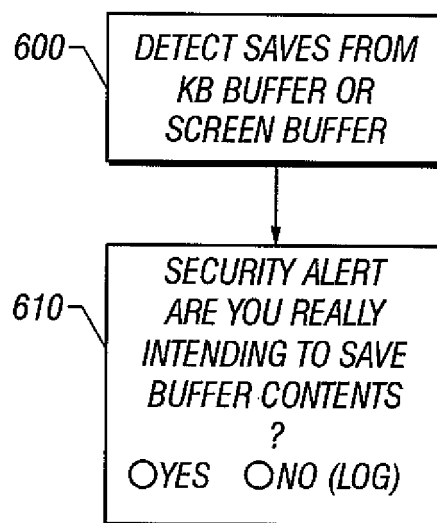 600
DETECT SAVES FROM
KB BUFFER OR
SCREEN BUFFER
610
SECURITY ALERT
ARE YOU REALLY
INTENDING TO SAVE
BUFFER CONTENTS
?
YES NO (LOG)